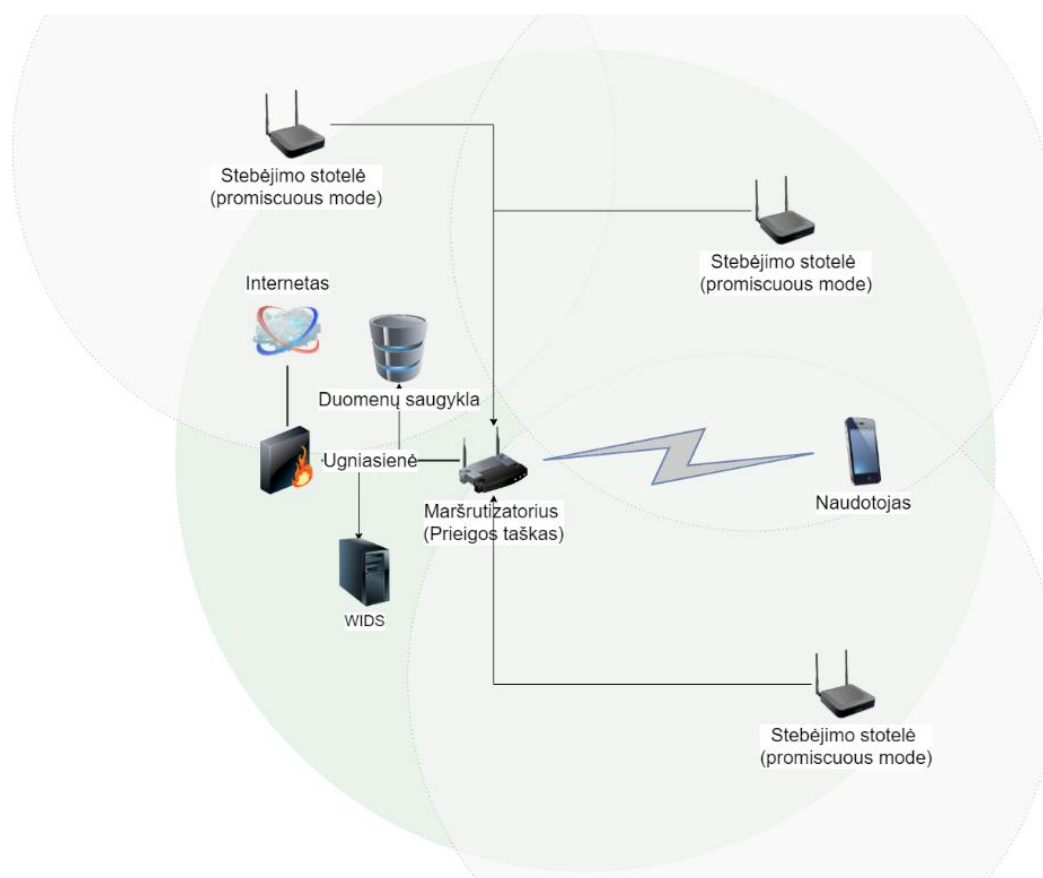 Stebėjimo stotelė
(promiscuous mode)
Stebėjimo stotelė
(promiscuous mode)
Internetas
Duomenų saugykla
Ugniasienė
Maršrutizatorius
(Prieigos taškas)
Naudotojas
WIDS
Stebėjimo stotelė
(promiscuous mode)